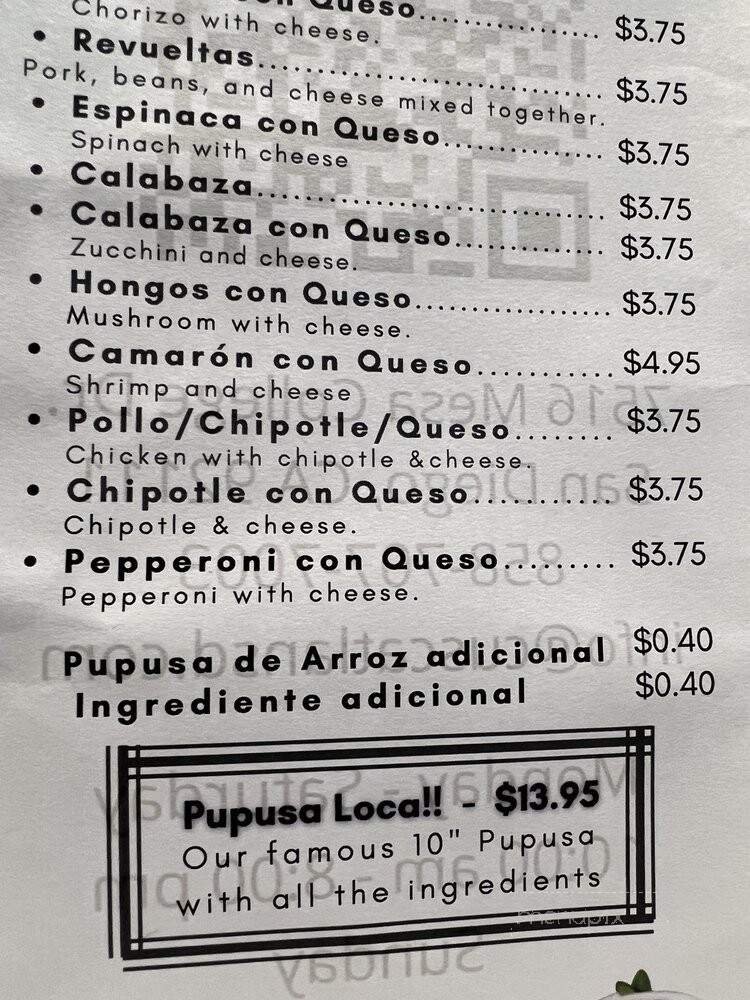 Queso.................... $3.75
Chorizo with cheese.
• Revueltas.................................... $3.75
Pork, beans, and cheese mixed together.
• Espinaca con Queso................ $3.75
Spinach with cheese
• Calabaza.................................... $3.75
• Calabaza con Queso............... $3.75
Zucchini and cheese.
• Hongos con Queso.................... $3.75
Mushroom with cheese.
• Camarón con Queso............ $4.95
Shrimp and cheese
• Pollo/Chipotle/Queso........ $3.75
Chicken with chipotle &cheese.
• Chipotle con Queso............ $3.75
Chipotle & cheese.
• Pepperoni con Queso......... $3.75
Pepperoni with cheese.
Pupusa de Arroz adicional $0.40
Ingrediente adicional $0.40
Pupusa Loca!! - $13.95
Our famous 10" Pupusa
with all the ingredients
menupix